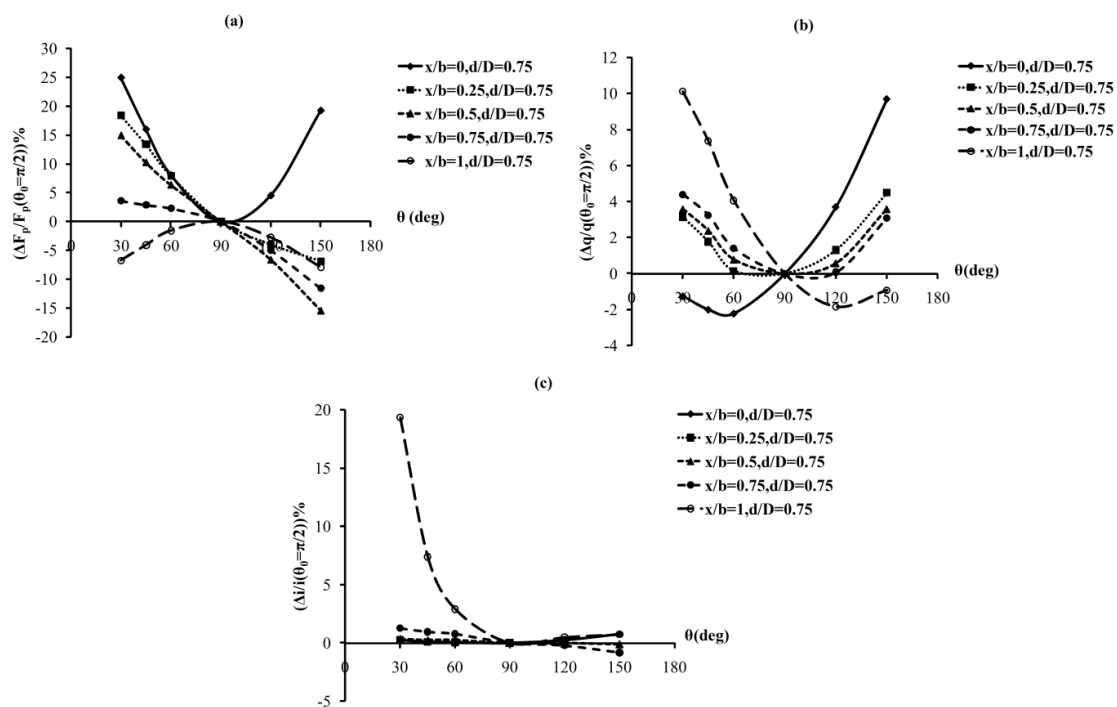 (a)
(ΔFₚ/Fₚ(θ₀=π/2))%
30
25
20
15
10
5
0
-5
-10
-15
-20
0 30 60 90 120 150 180
θ (deg)
x/b=0,d/D=0.75
x/b=0.25,d/D=0.75
x/b=0.5,d/D=0.75
x/b=0.75,d/D=0.75
x/b=1,d/D=0.75
(b)
(Δq/q(θ₀=π/2))%
12
10
8
6
4
2
0
-2
-4
0 30 60 90 120 150 180
θ(deg)
x/b=0,d/D=0.75
x/b=0.25,d/D=0.75
x/b=0.5,d/D=0.75
x/b=0.75,d/D=0.75
x/b=1,d/D=0.75
(c)
(Δi/i(θ₀=π/2))%
20
15
10
5
0
-5
0 30 60 90 120 150 180
θ(deg)
x/b=0,d/D=0.75
x/b=0.25,d/D=0.75
x/b=0.5,d/D=0.75
x/b=0.75,d/D=0.75
x/b=1,d/D=0.75